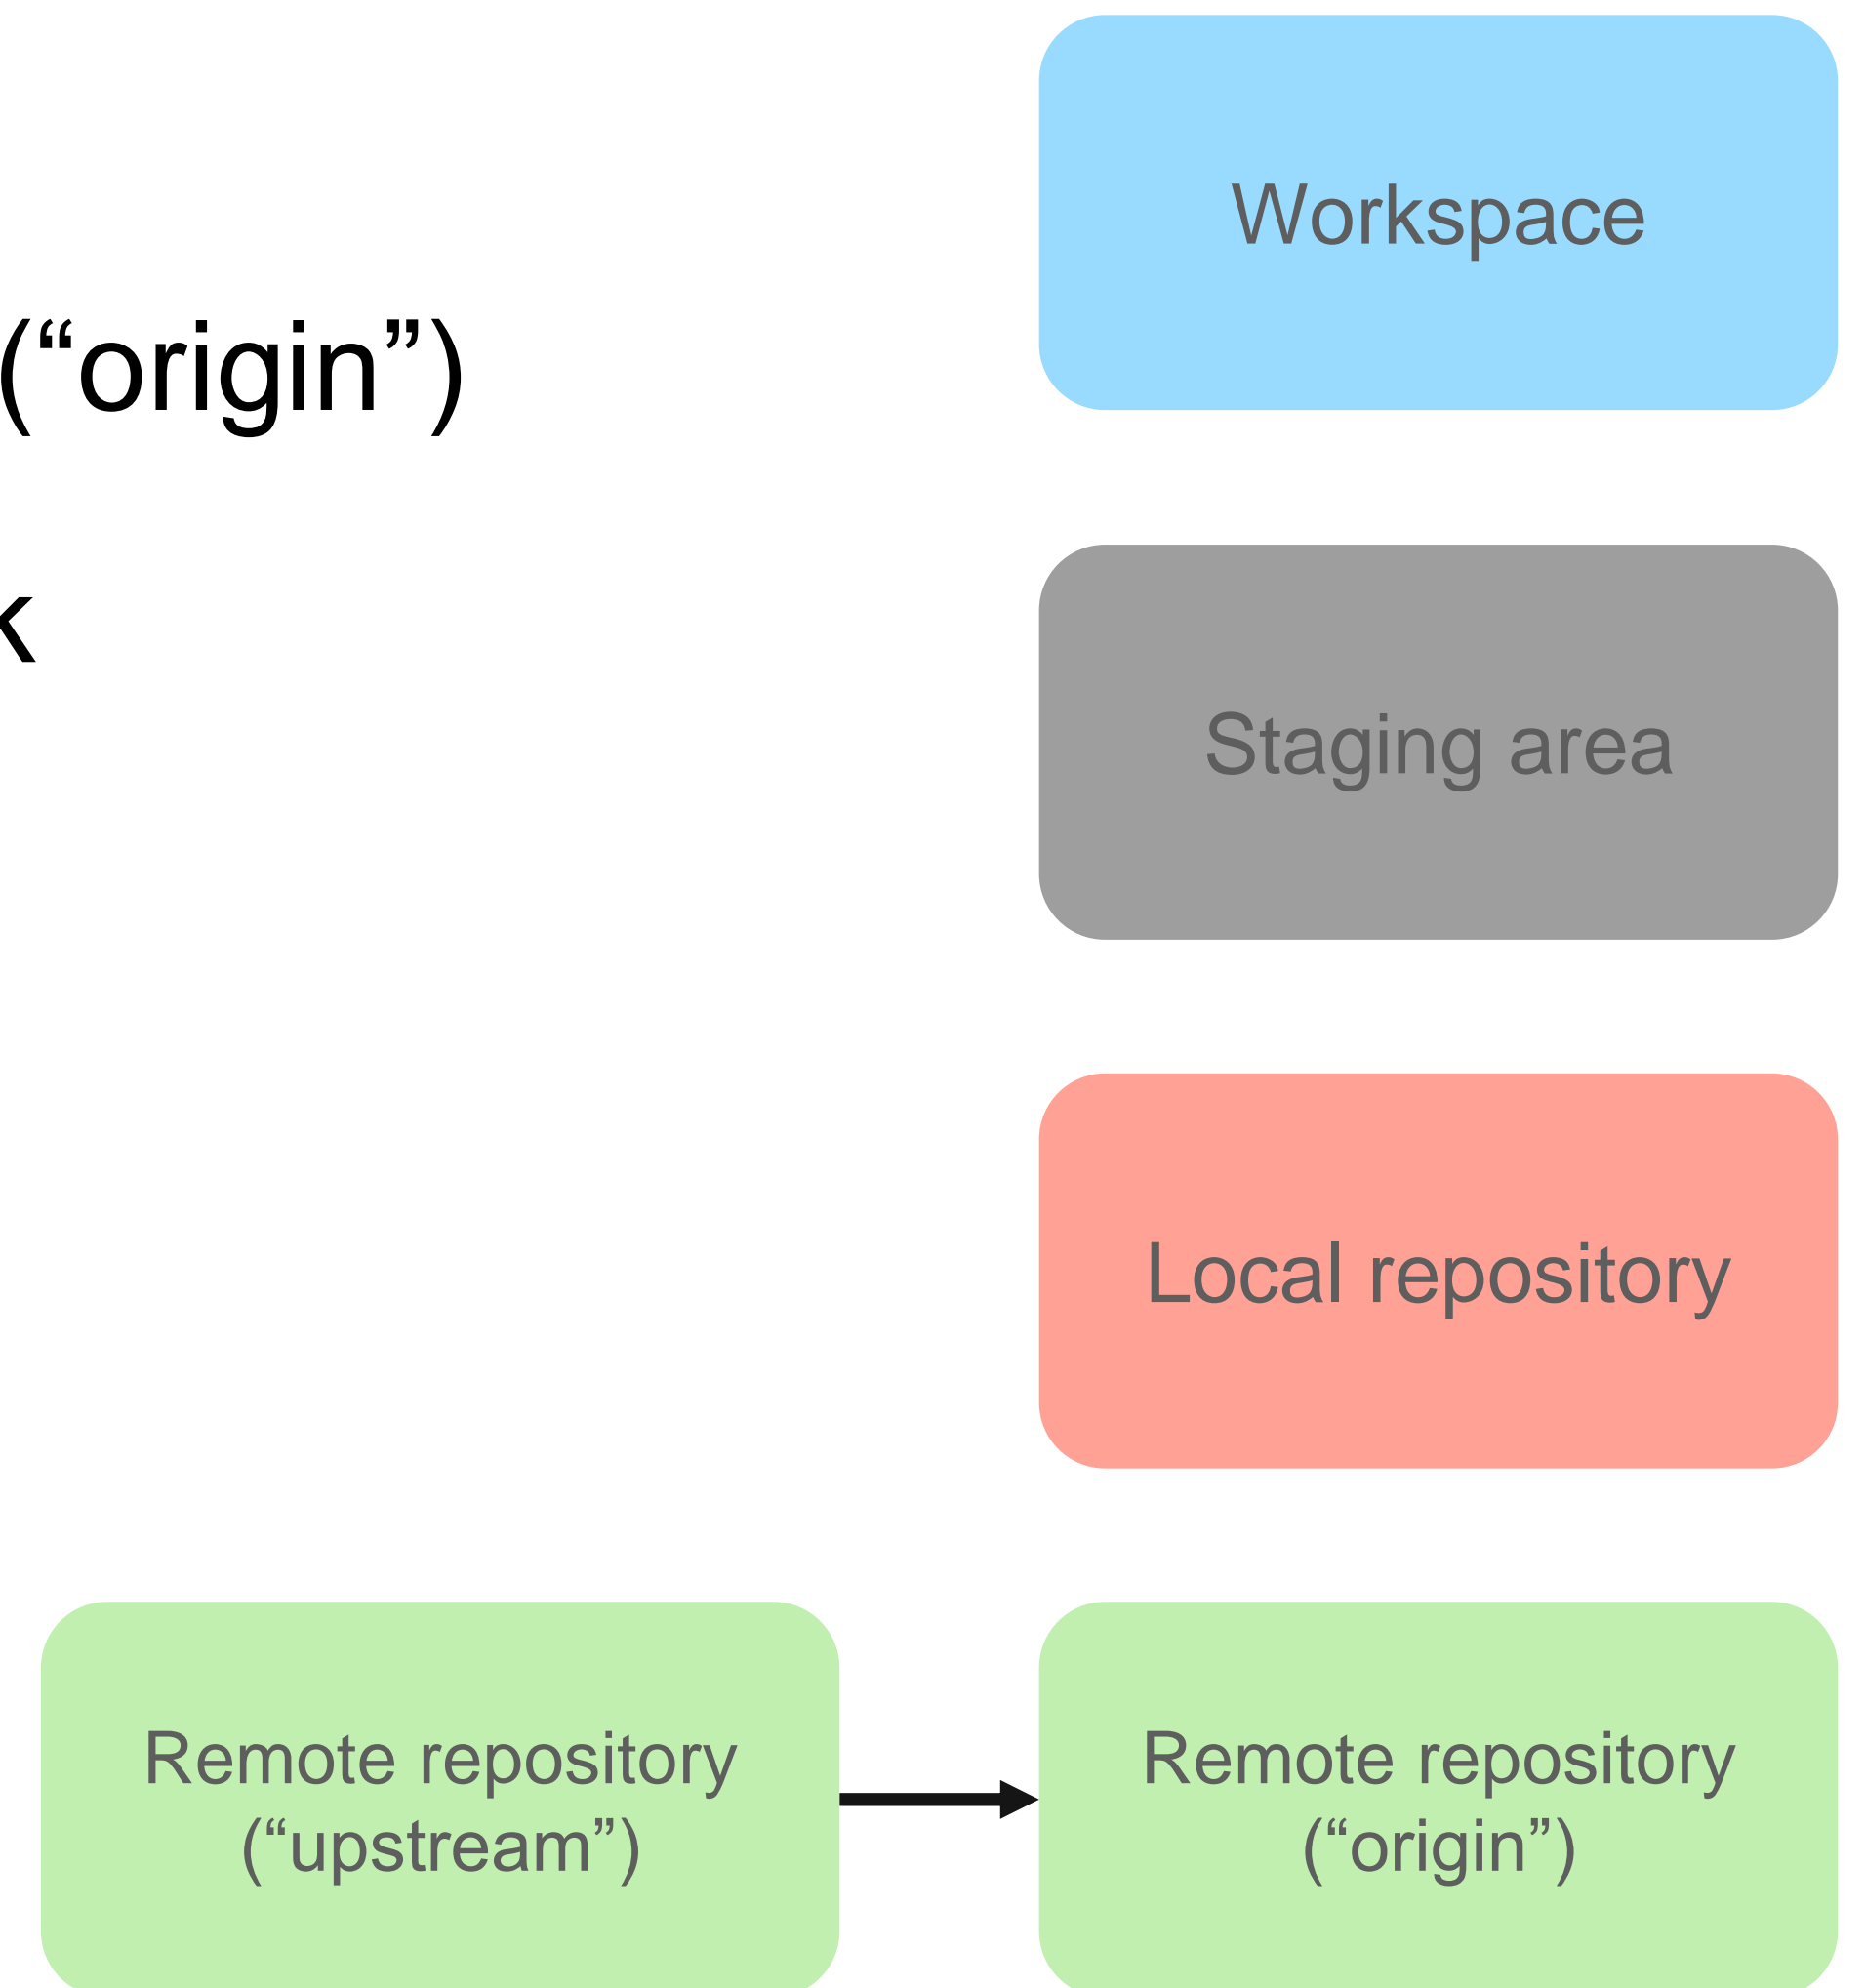 Workspace
(“origin”)
k
Staging area
Local repository
Remote repository
(“upstream”)
Remote repository
(“origin”)